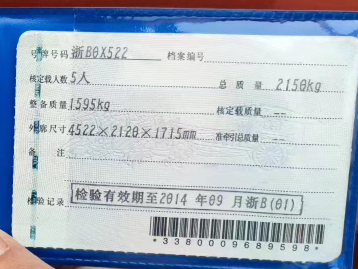 号牌号码 浙B0X522 档案编号
核定载人数 5人 总质量 2150kg
整备质量 1595kg 核定载质量 --
外廓尺寸 4522×2120×1715mm 准牵引总质量
备注
检验记录 检验有效期至2014年09月浙B(01)
*3380009689598*